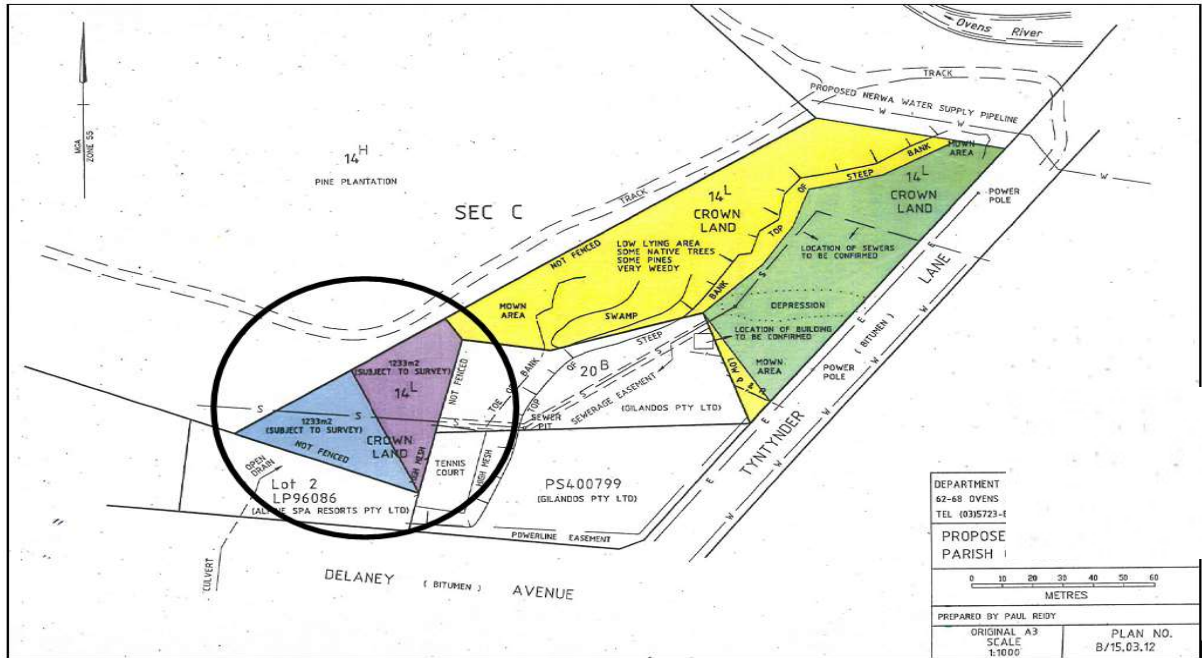 Ovens River
TRACK
PROPOSED NERWA WATER SUPPLY PIPELINE
W
W
W
W
MGA
ZONE 55
14H
PINE PLANTATION
SEC C
TRACK
NOT FENCED
14L
CROWN
LAND
LOW LYING AREA
SOME NATIVE TREES
SOME PINES
VERY WEEDY
TOP OF STEEP BANK
MOWN
AREA
14L
CROWN
LAND
POWER
POLE
LOCATION OF SEWERS
TO BE CONFIRMED
S
BANK
DEPRESSION
MOWN
AREA
SWAMP
LOCATION OF BUILDING
TO BE CONFIRMED
STEEP
TOP OF
TOE OF BANK
20B
SEWERAGE EASEMENT
(GILANDOS PTY LTD)
LOW P & R
MOWN
AREA
E
E
E
E
POWER
POLE
TYNTYNDER LANE
(BITUMEN)
W
W
W
W
1233m2
(SUBJECT TO SURVEY)
14L
NOT FENCED
S
S
S
1233m2
(SUBJECT TO SURVEY)
CROWN
LAND
NOT FENCED
HIGH MESH
SEWER
PIT
TENNIS
COURT
HIGH MESH
OPEN
DRAIN
Lot 2
LP96086
(ALPINE SPA RESORTS PTY LTD)
PS400799
(GILANDOS PTY LTD)
POWERLINE EASEMENT
CULVERT
DELANEY (BITUMEN) AVENUE
DEPARTMENT
62-68 OVENS
TEL (03)5723-
PROPOSE
PARISH
0 10 20 30 40 50 60
METRES
PREPARED BY PAUL REIDY
ORIGINAL A3
SCALE
1:1000
PLAN NO.
B/15.03.12